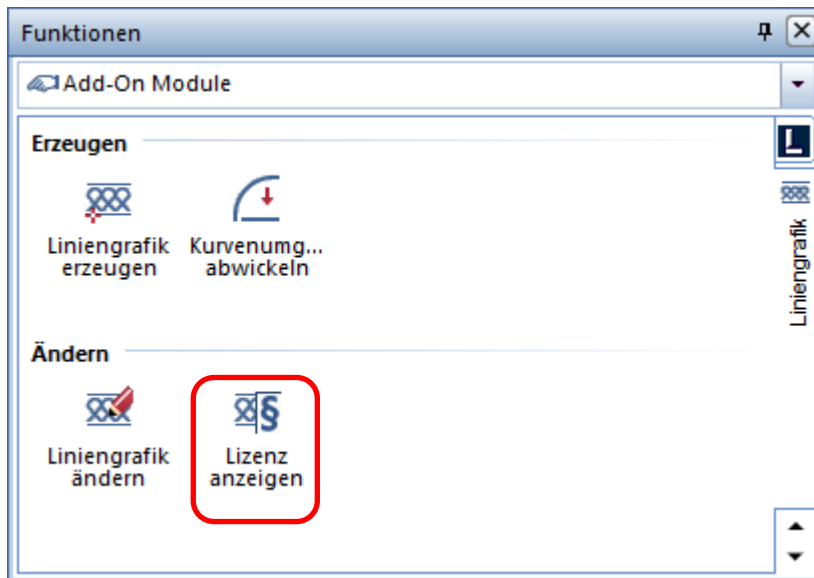 Funktionen
Add-On Module
Erzeugen
Liniengrafik
erzeugen
Kurvenumg...
abwickeln
Ändern
Liniengrafik
ändern
Lizenz
anzeigen
L
Liniengrafik